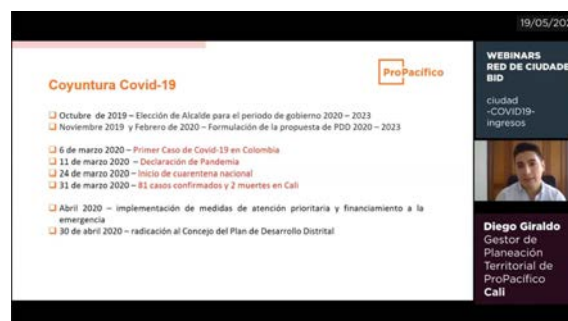 19/05/202
ProPacífico
Coyuntura Covid-19
Octubre de 2019 – Elección de Alcalde para el periodo de gobierno 2020 – 2023
Noviembre 2019 y Febrero de 2020 – Formulación de la propuesta de PDD 2020 – 2023
6 de marzo 2020 – Primer Caso de Covid-19 en Colombia
11 de marzo 2020 – Declaración de Pandemia
24 de marzo 2020 – Inicio de cuarentena nacional
31 de marzo 2020 – 81 casos confirmados y 2 muertes en Cali
Abril 2020 – implementación de medidas de atención prioritaria y financiamiento a la
emergencia
30 de abril 2020 – radicación al Concejo del Plan de Desarrollo Distrital
WEBINARS
RED DE CIUDADE
BID
ciudad
-COVID19-
ingresos
Diego Giraldo
Gestor de
Planeación
Territorial de
ProPacífico
Cali